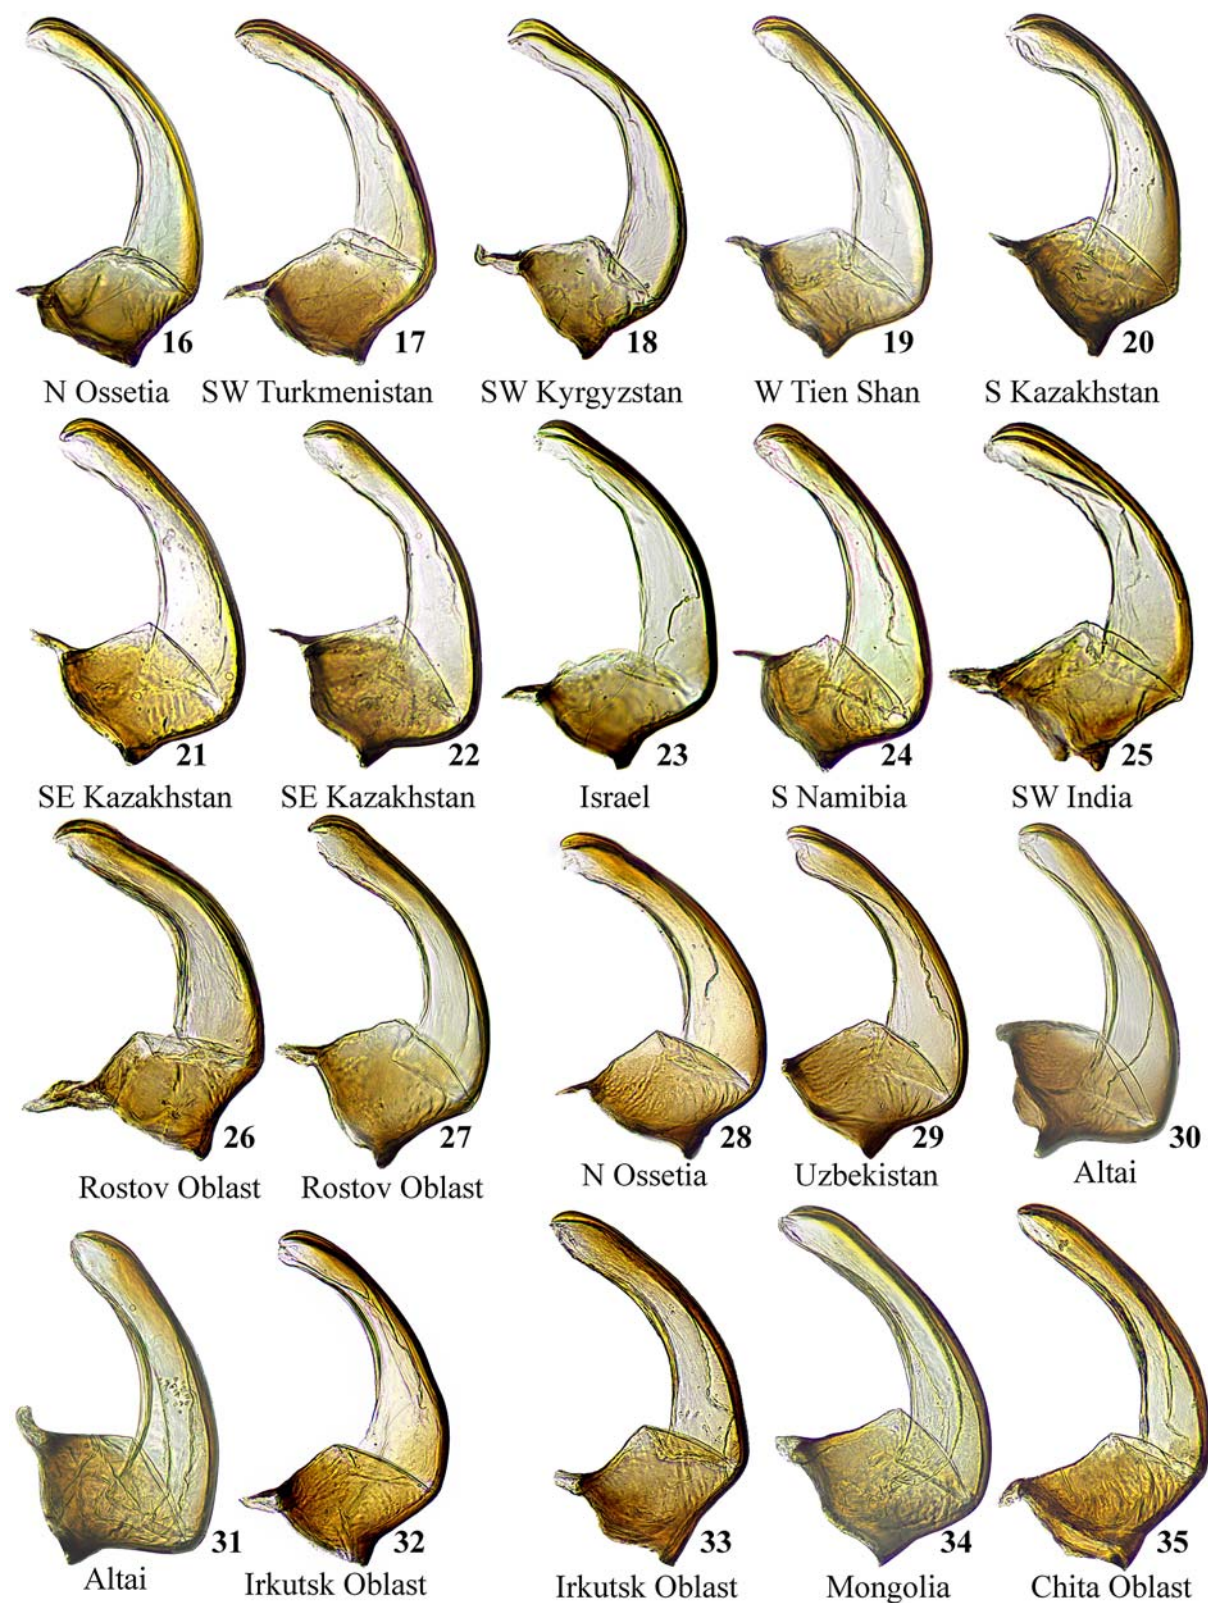 16 17 18 19 20
N Ossetia SW Turkmenistan SW Kyrgyzstan W Tien Shan S Kazakhstan
21 22 23 24 25
SE Kazakhstan SE Kazakhstan Israel S Namibia SW India
26 27 28 29 30
Rostov Oblast Rostov Oblast N Ossetia Uzbekistan Altai
31 32 33 34 35
Altai Irkutsk Oblast Irkutsk Oblast Mongolia Chita Oblast